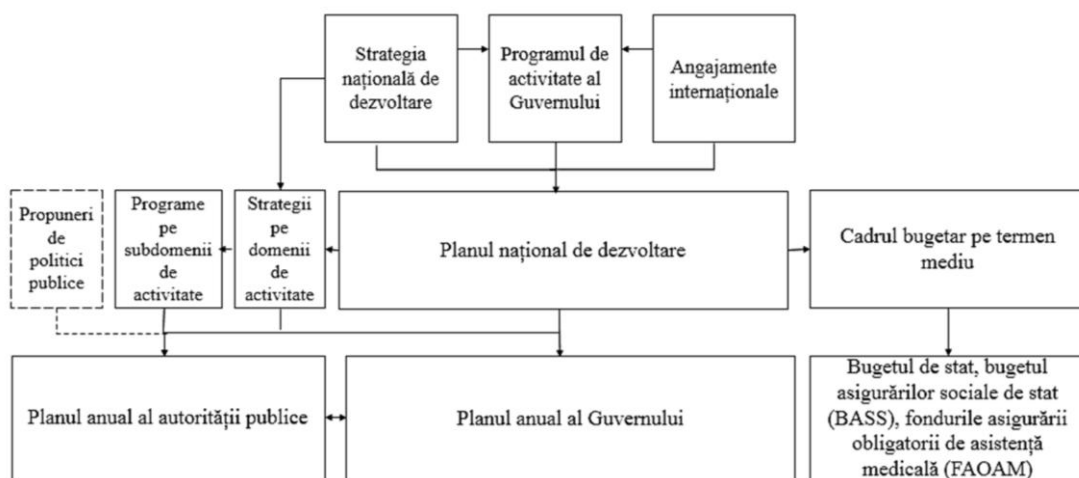 Strategia
națională de
dezvoltare
Programul de
activitate al
Guvernului
Angajamente
internaționale
Propuneri
de
politici
publice
Programe
pe
subdomenii
de
activitate
Strategii
pe
domenii
de
activitate
Planul național de dezvoltare
Cadrul bugetar pe termen
mediu
Planul anual al autorității publice
Planul anual al Guvernului
Bugetul de stat, bugetul
asigurărilor sociale de stat
(BASS), fondurile asigurării
obligatorii de asistență
medicală (FAOAM)